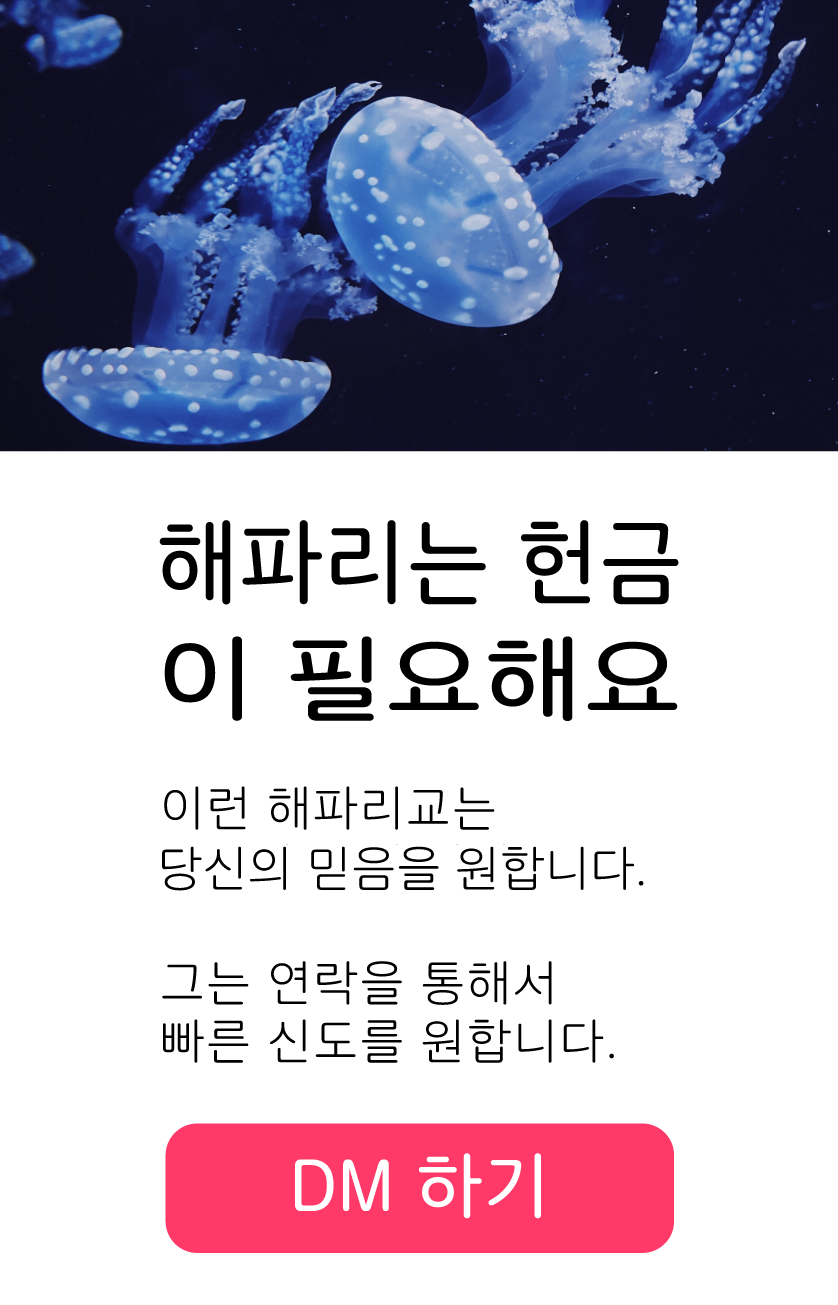 해파리는 헌금
이 필요해요
이런 해파리교는
당신의 믿음을 원합니다.
그는 연락을 통해서
빠른 신도를 원합니다.
DM 하기